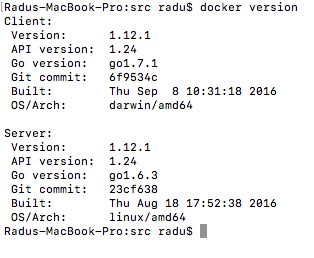 [Radus-MacBook-Pro:src radu$ docker version
Client:
 Version:      1.12.1
 API version:  1.24
 Go version:   go1.7.1
 Git commit:   6f9534c
 Built:        Thu Sep  8 10:31:18 2016
 OS/Arch:      darwin/amd64

Server:
 Version:      1.12.1
 API version:  1.24
 Go version:   go1.6.3
 Git commit:   23cf638
 Built:        Thu Aug 18 17:52:38 2016
 OS/Arch:      linux/amd64
Radus-MacBook-Pro:src radu$